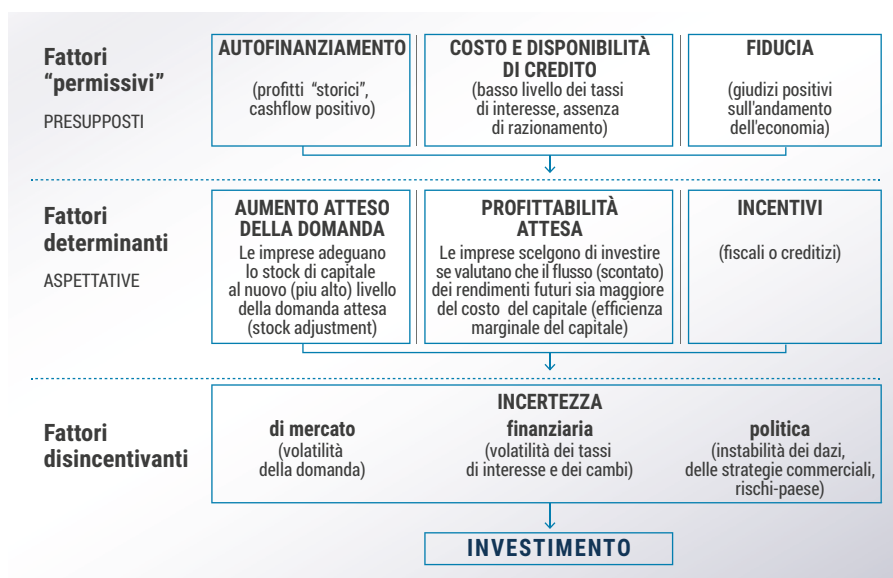 Fattori
“permissivi”
PRESUPPOSTI
AUTOFINANZIAMENTO
(profitti “storici”,
cashflow positivo)
COSTO E DISPONIBILITÀ
DI CREDITO
(basso livello dei tassi
di interesse, assenza
di razionamento)
FIDUCIA
(giudizi positivi
sull'andamento
dell'economia)
Fattori
determinanti
ASPETTATIVE
AUMENTO ATTESO
DELLA DOMANDA
Le imprese adeguano
lo stock di capitale
al nuovo (piu alto) livello
della domanda attesa
(stock adjustment)
PROFITTABILITÀ
ATTESA
Le imprese scelgono di investire
se valutano che il flusso (scontato)
dei rendimenti futuri sia maggiore
del costo del capitale (efficienza
marginale del capitale)
INCENTIVI
(fiscali o creditizi)
Fattori
disincentivanti
INCERTEZZA
di mercato
(volatilità
della domanda)
finanziaria
(volatilità dei tassi
di interesse e dei cambi)
politica
(instabilità dei dazi,
delle strategie commerciali,
rischi-paese)
INVESTIMENTO